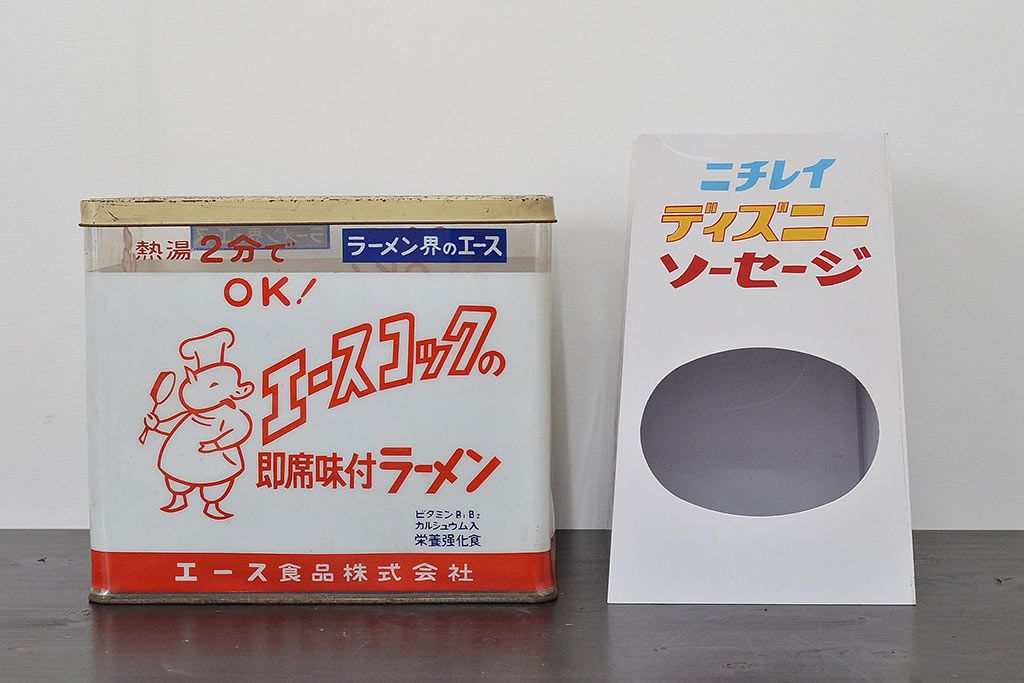 熱湯2分で
ラーメン界のエース
OK!
エースコックの
即席味付ラーメン
ビタミンB₁B₂
カルシュウム入
栄養强化食
エース食品株式会社
ニチレイ
ディズニー
ソーセージ